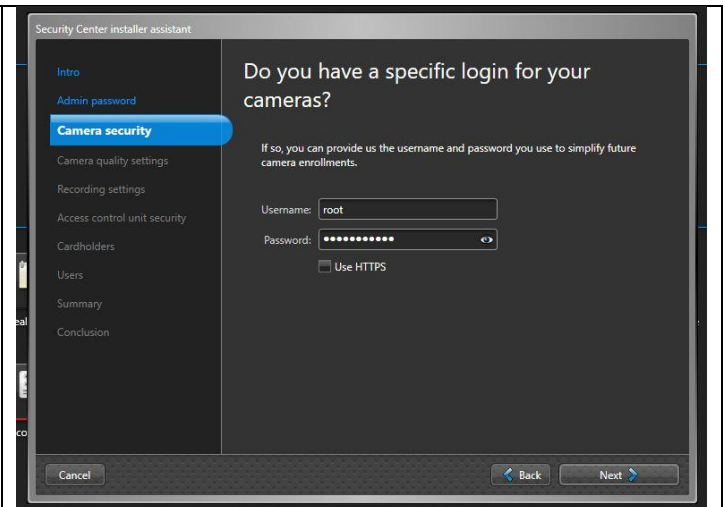 Security Center installer assistant
Intro
Admin password
Camera security
Camera quality settings
Recording settings
Access control unit security
Cardholders
Users
Summary
Conclusion
Do you have a specific login for your
cameras?
If so, you can provide us the username and password you use to simplify future
camera enrollments.
Username: root
Password: •••••••••••
Use HTTPS
Cancel
Back
Next